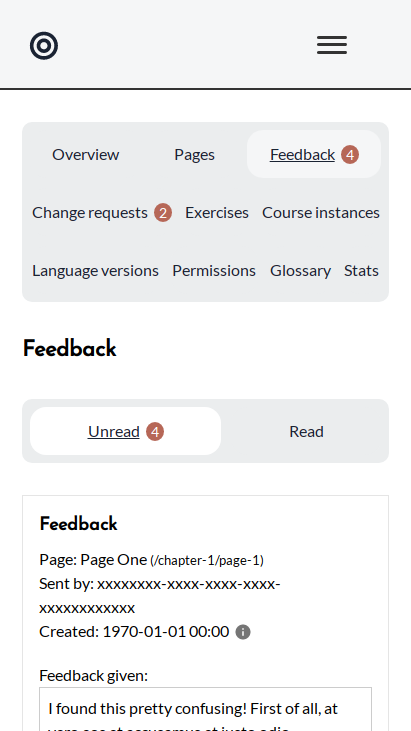 Overview Pages Feedback 4
Change requests 2 Exercises Course instances
Language versions Permissions Glossary Stats
Feedback
Unread 4 Read
Feedback
Page: Page One (/chapter-1/page-1)
Sent by: xxxxxxxx-xxxx-xxxx-xxxx-
xxxxxxxxxxxx
Created: 1970-01-01 00:00
Feedback given:
I found this pretty confusing! First of all, at